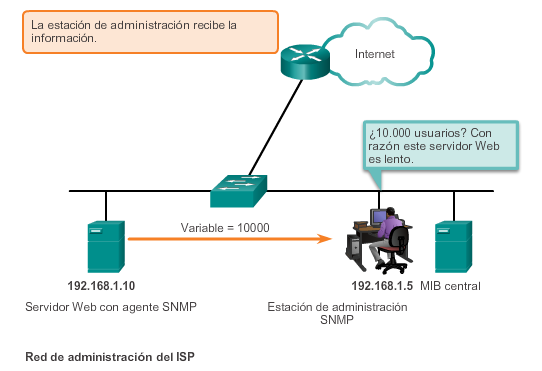 La estación de administración recibe la
información.
Internet
¿10.000 usuarios? Con
razón este servidor Web
es lento.
Variable = 10000
192.168.1.10
192.168.1.5
MIB central
Servidor Web con agente SNMP
Estación de administración
SNMP
Red de administración del ISP